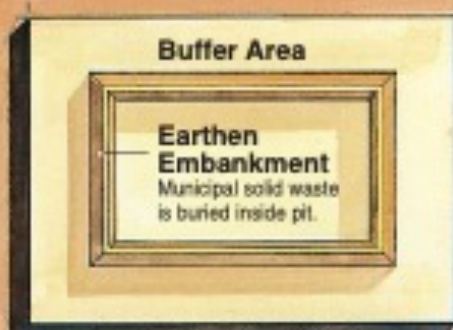 Buffer Area
Earthen
Embankment
Municipal solid waste
is buried inside pit.